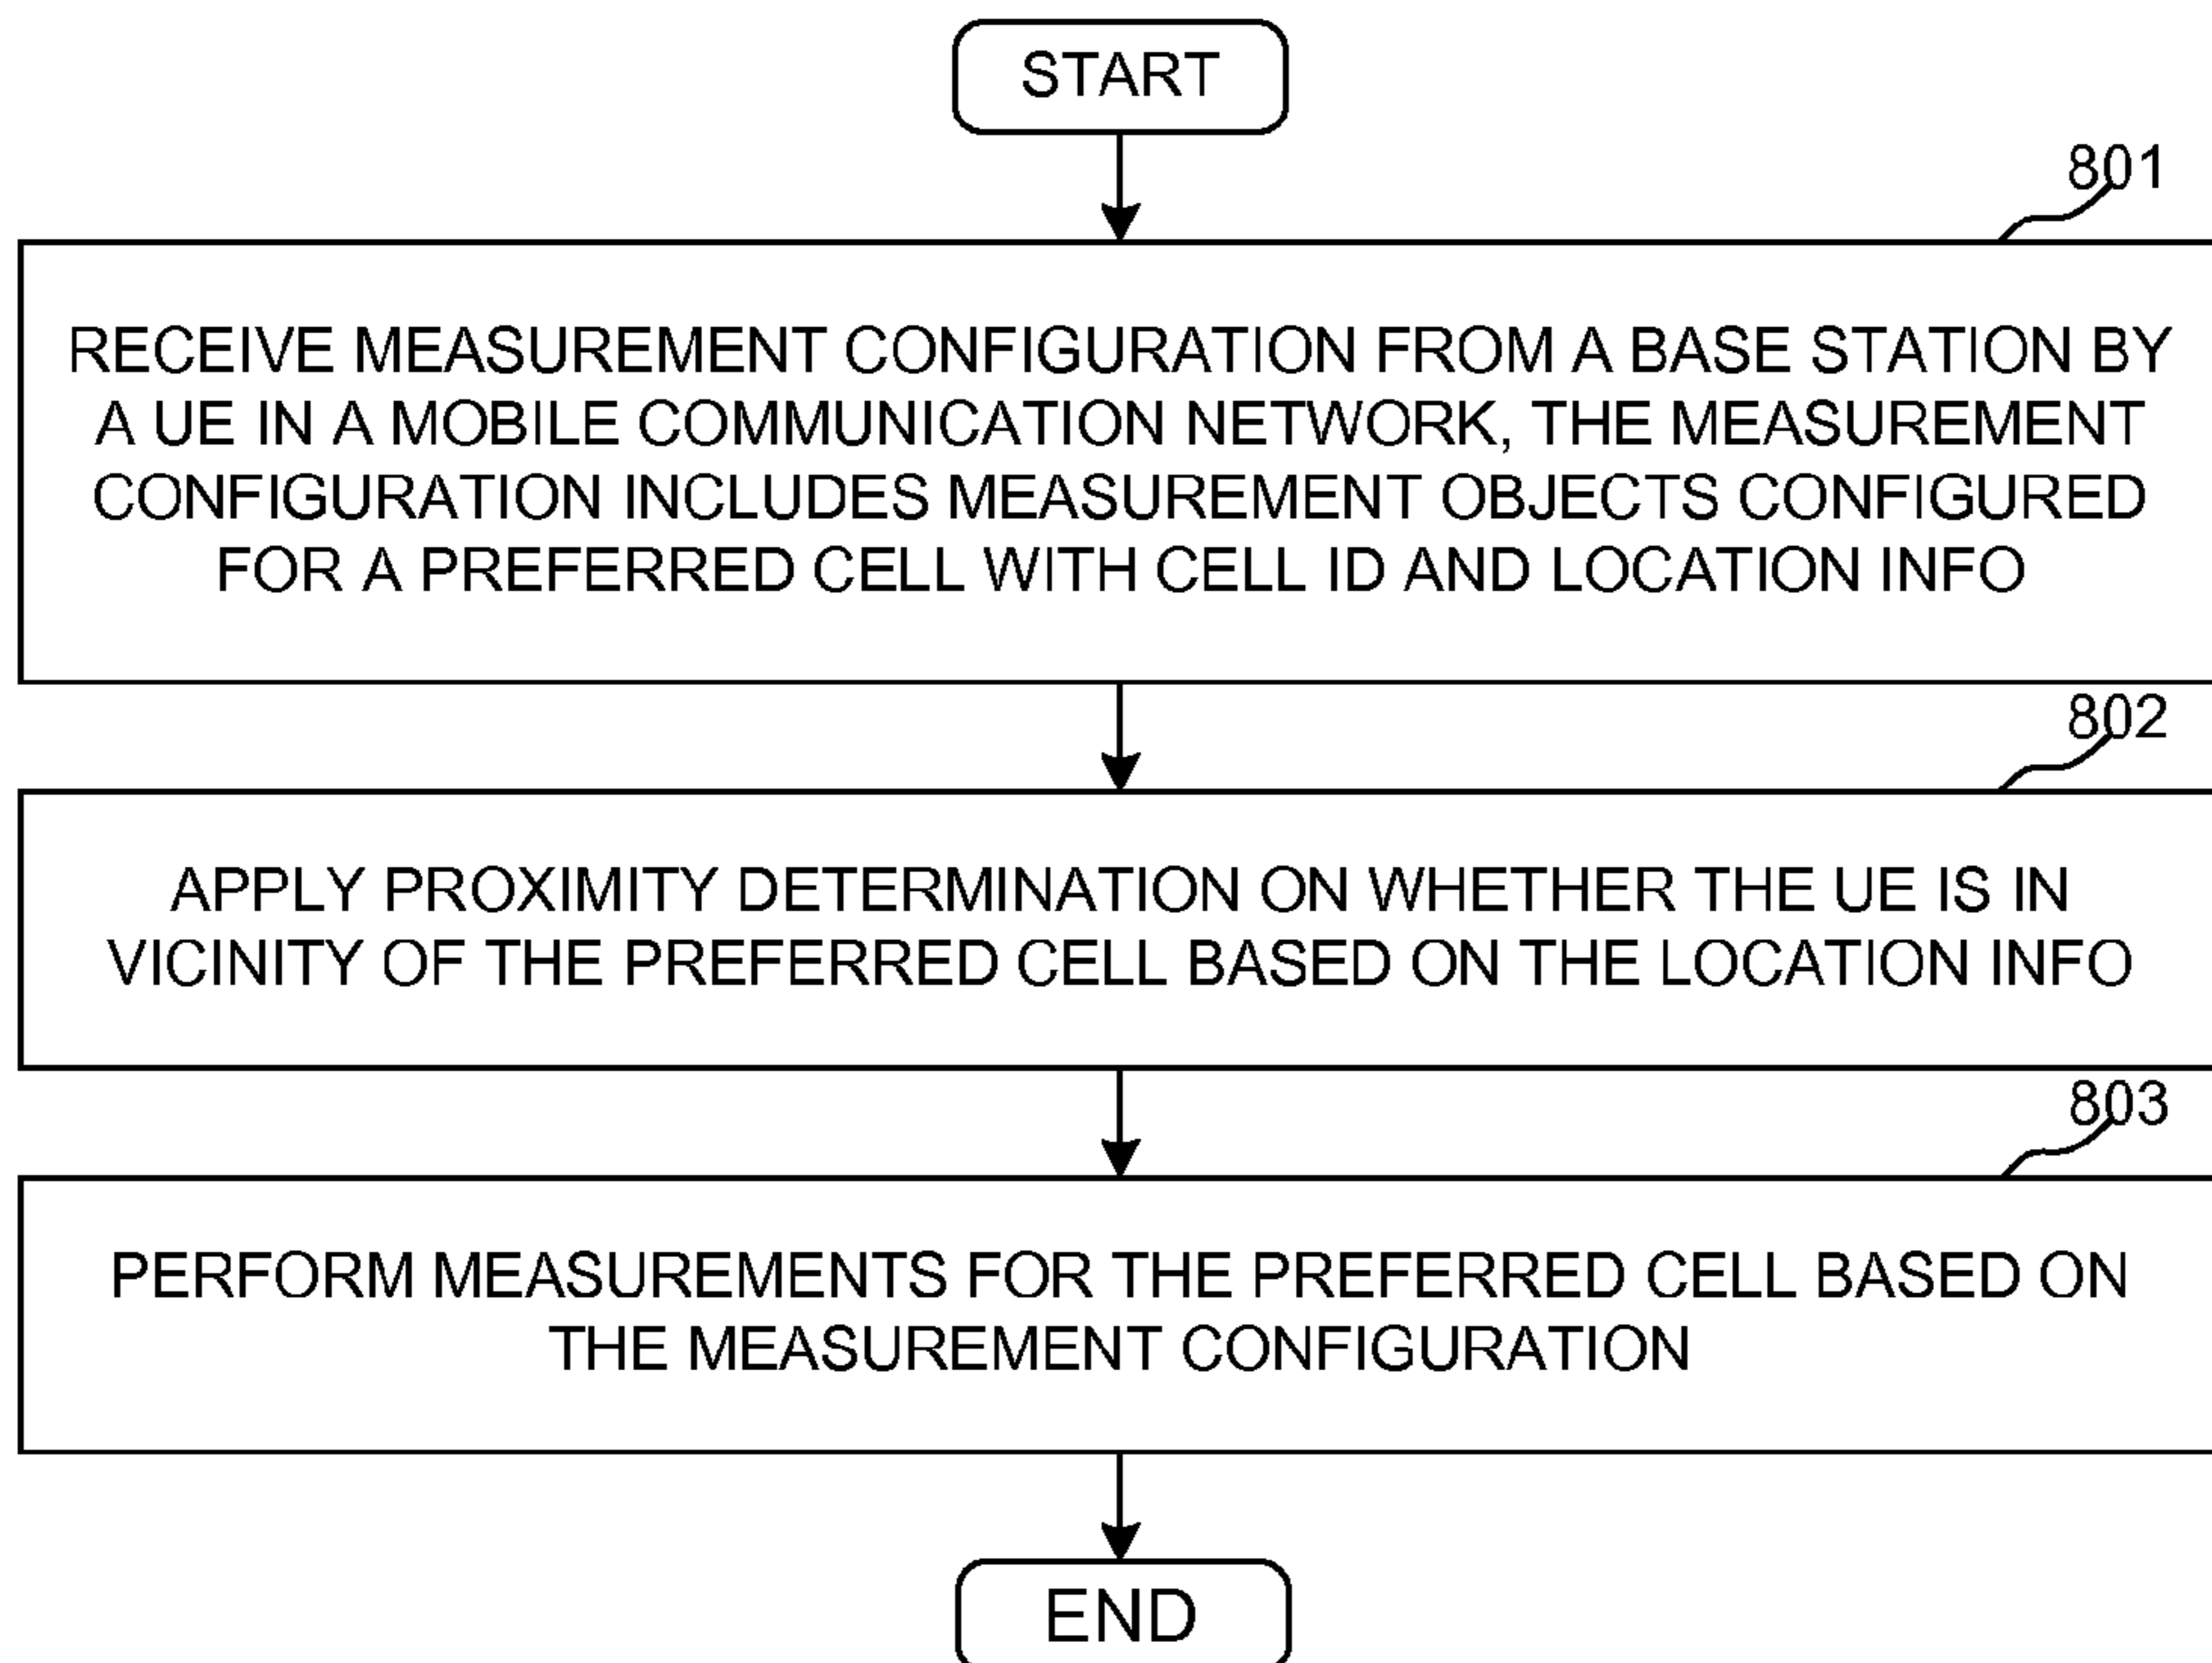 START
801
RECEIVE MEASUREMENT CONFIGURATION FROM A BASE STATION BY
A UE IN A MOBILE COMMUNICATION NETWORK, THE MEASUREMENT
CONFIGURATION INCLUDES MEASUREMENT OBJECTS CONFIGURED
FOR A PREFERRED CELL WITH CELL ID AND LOCATION INFO
802
APPLY PROXIMITY DETERMINATION ON WHETHER THE UE IS IN
VICINITY OF THE PREFERRED CELL BASED ON THE LOCATION INFO
803
PERFORM MEASUREMENTS FOR THE PREFERRED CELL BASED ON
THE MEASUREMENT CONFIGURATION
END